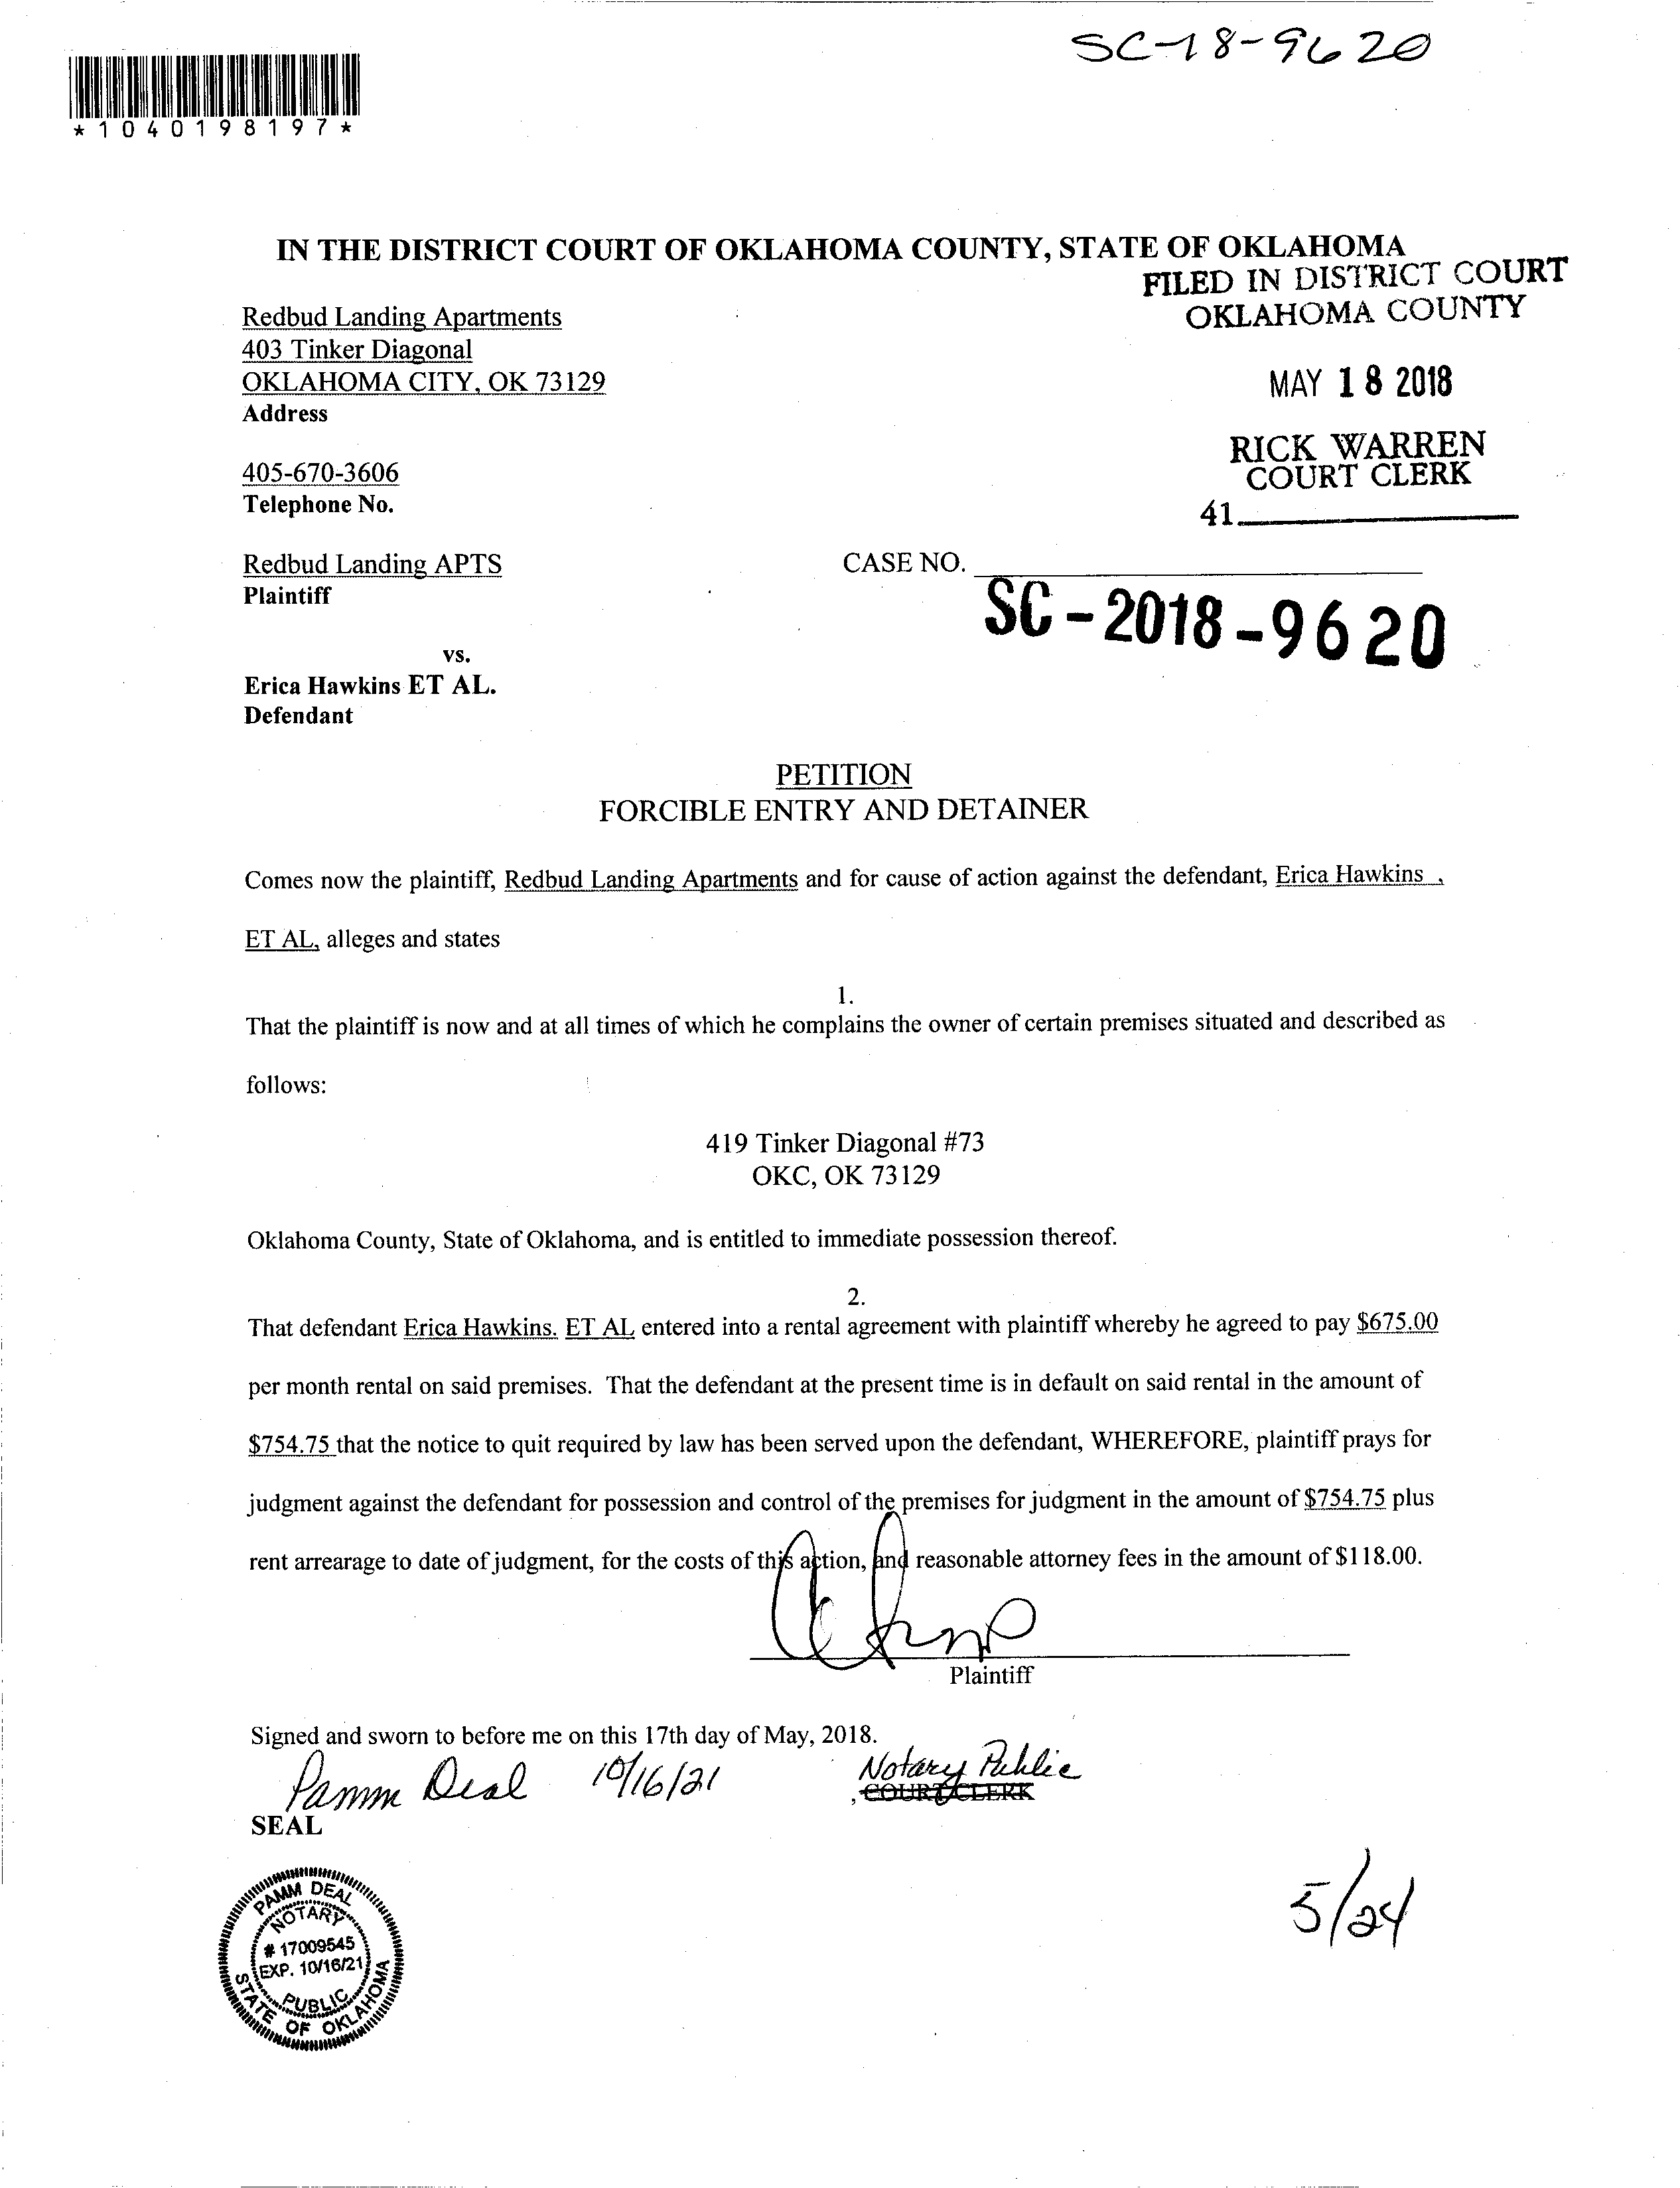 SC-18-9620
*1040198197*
IN THE DISTRICT COURT OF OKLAHOMA COUNTY, STATE OF OKLAHOMA
FILED IN DISTRICT COURT
OKLAHOMA COUNTY
MAY 18 2018
RICK WARREN
COURT CLERK
41
Redbud Landing Apartments
403 Tinker Diagonal
OKLAHOMA CITY, OK 73129
Address
405-670-3606
Telephone No.
Redbud Landing APTS
Plaintiff
CASE NO.
SC-2018-9620
vs.
Erica Hawkins ET AL.
Defendant
PETITION
FORCIBLE ENTRY AND DETAINER
Comes now the plaintiff, Redbud Landing Apartments and for cause of action against the defendant, Erica Hawkins ,
ET AL, alleges and states
1.
That the plaintiff is now and at all times of which he complains the owner of certain premises situated and described as
follows:
419 Tinker Diagonal #73
OKC, OK 73129
Oklahoma County, State of Oklahoma, and is entitled to immediate possession thereof.
2.
That defendant Erica Hawkins. ET AL entered into a rental agreement with plaintiff whereby he agreed to pay $675.00
per month rental on said premises. That the defendant at the present time is in default on said rental in the amount of
$754.75 that the notice to quit required by law has been served upon the defendant, WHEREFORE, plaintiff prays for
judgment against the defendant for possession and control of the premises for judgment in the amount of $754.75 plus
rent arrearage to date of judgment, for the costs of this action, and reasonable attorney fees in the amount of $118.00.
Plaintiff
Signed and sworn to before me on this 17th day of May, 2018.
Pamm Deal 10/16/21 Notary Public
, COURT CLERK
SEAL
PAMM DEAL
NOTARY
# 17009545
EXP. 10/16/21
PUBLIC
STATE OF OKLAHOMA
5/24